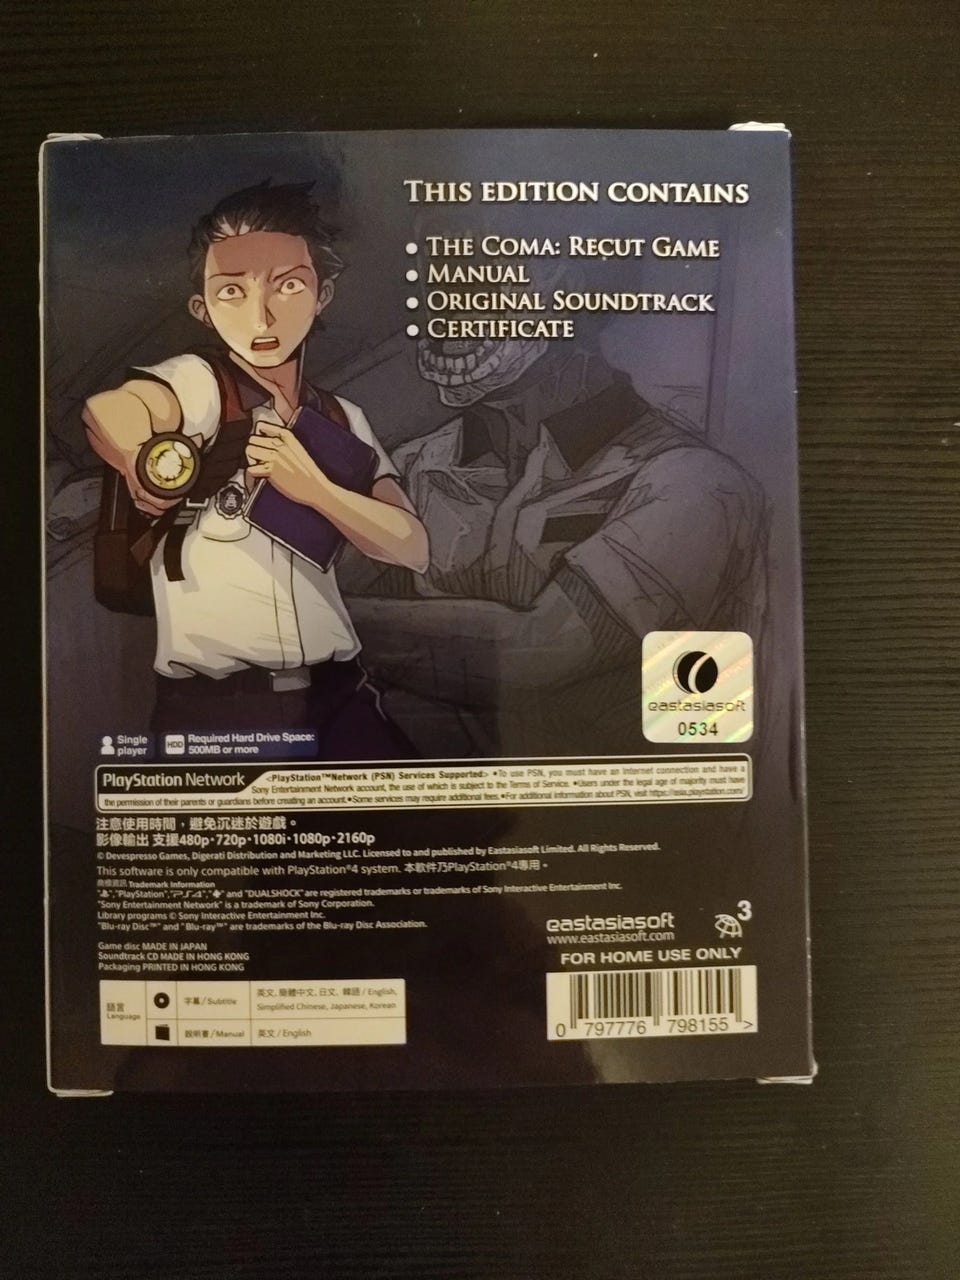 THIS EDITION CONTAINS
● THE COMA: RECUT GAME
● MANUAL
● ORIGINAL SOUNDTRACK
● CERTIFICATE
高
eastasiasoft
0534
Single
player
HDD
Required Hard Drive Space:
500MB or more
PlayStation Network
<PlayStation™Network (PSN) Services Supported> •To use PSN, you must have an Internet connection and have a
Sony Entertainment Network account, the use of which is subject to the Terms of Service. •Users under the legal age of majority must have
the permission of their parents or guardians before creating an account.•Some services may require additional fees.•For additional information about PSN, visit https://asia.playstation.com/
注意使用時間，避免沉迷於遊戲。
影像輸出 支援480p・720p・1080i・1080p・2160p
© Devespresso Games, Digerati Distribution and Marketing LLC. Licensed to and published by Eastasiasoft Limited. All Rights Reserved.
This software is only compatible with PlayStation®4 system. 本軟件乃PlayStation®4專用。
商標資訊 Trademark Information
"PlayStation", "PS4", and "DUALSHOCK" are registered trademarks or trademarks of Sony Interactive Entertainment Inc.
"Sony Entertainment Network" is a trademark of Sony Corporation.
Library programs © Sony Interactive Entertainment Inc.
"Blu-ray Disc™" and "Blu-ray™" are trademarks of the Blu-ray Disc Association.
Game disc MADE IN JAPAN
Soundtrack CD MADE IN HONG KONG
Packaging PRINTED IN HONG KONG
eastasiasoft
www.eastasiasoft.com
3
FOR HOME USE ONLY
語言
Language
字幕/Subtitle
英文, 簡體中文, 日文, 韓語 / English,
Simplified Chinese, Japanese, Korean
說明書/Manual
英文 / English
0 797776 798155 >